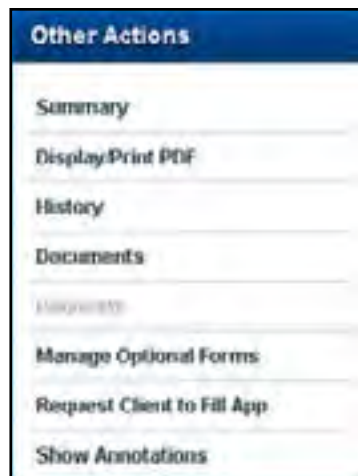 Other Actions
Summary
Display/Print PDF
History
Documents
Manage Optional Forms
Request Client to Fill App
Show Annotations